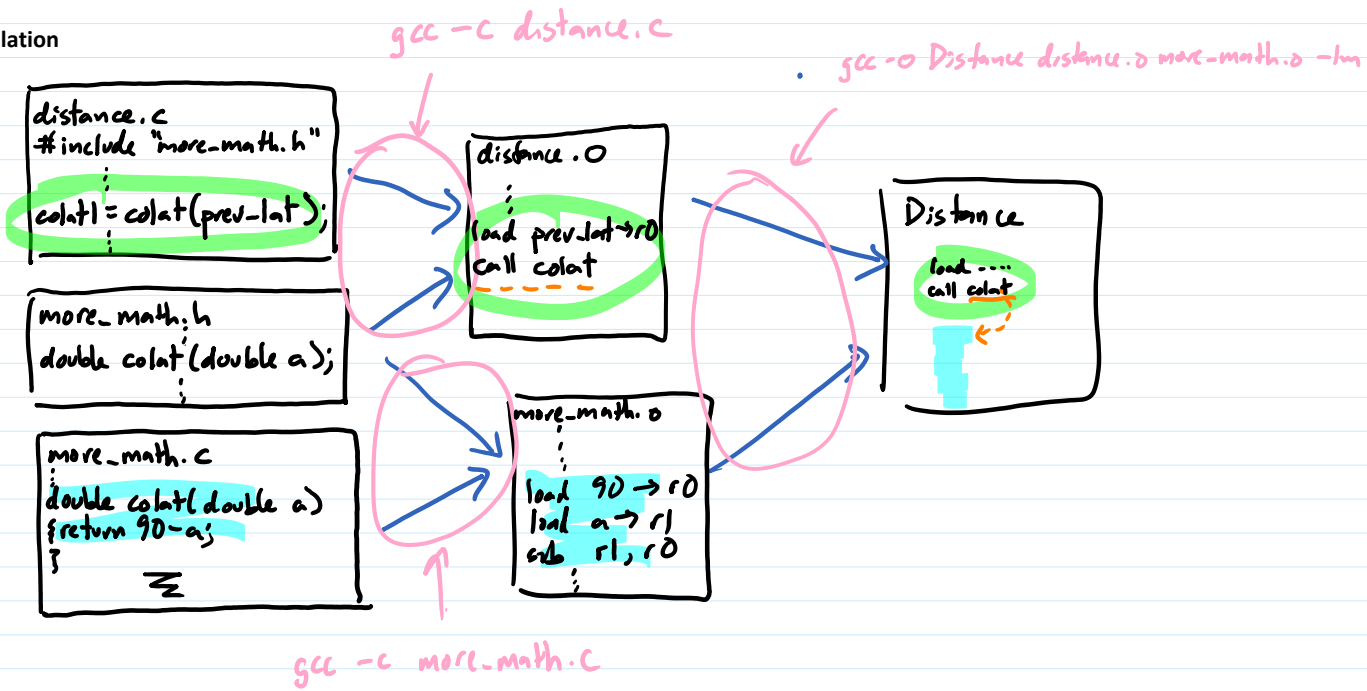 lation
gcc -c distance.c
gcc -o Distance distance.o more_math.o -lm
distance.c
#include "more_math.h"
colat1 = colat(prev_lat);
more_math.h
double colat(double a);
more_math.c
double colat(double a)
{return 90-a;
}
distance.o
load prev_lat→r0
call colat
more_math.o
load 90 → r0
load a → r1
sub r1, r0
Distance
load ....
call colat
gcc -c more_math.c